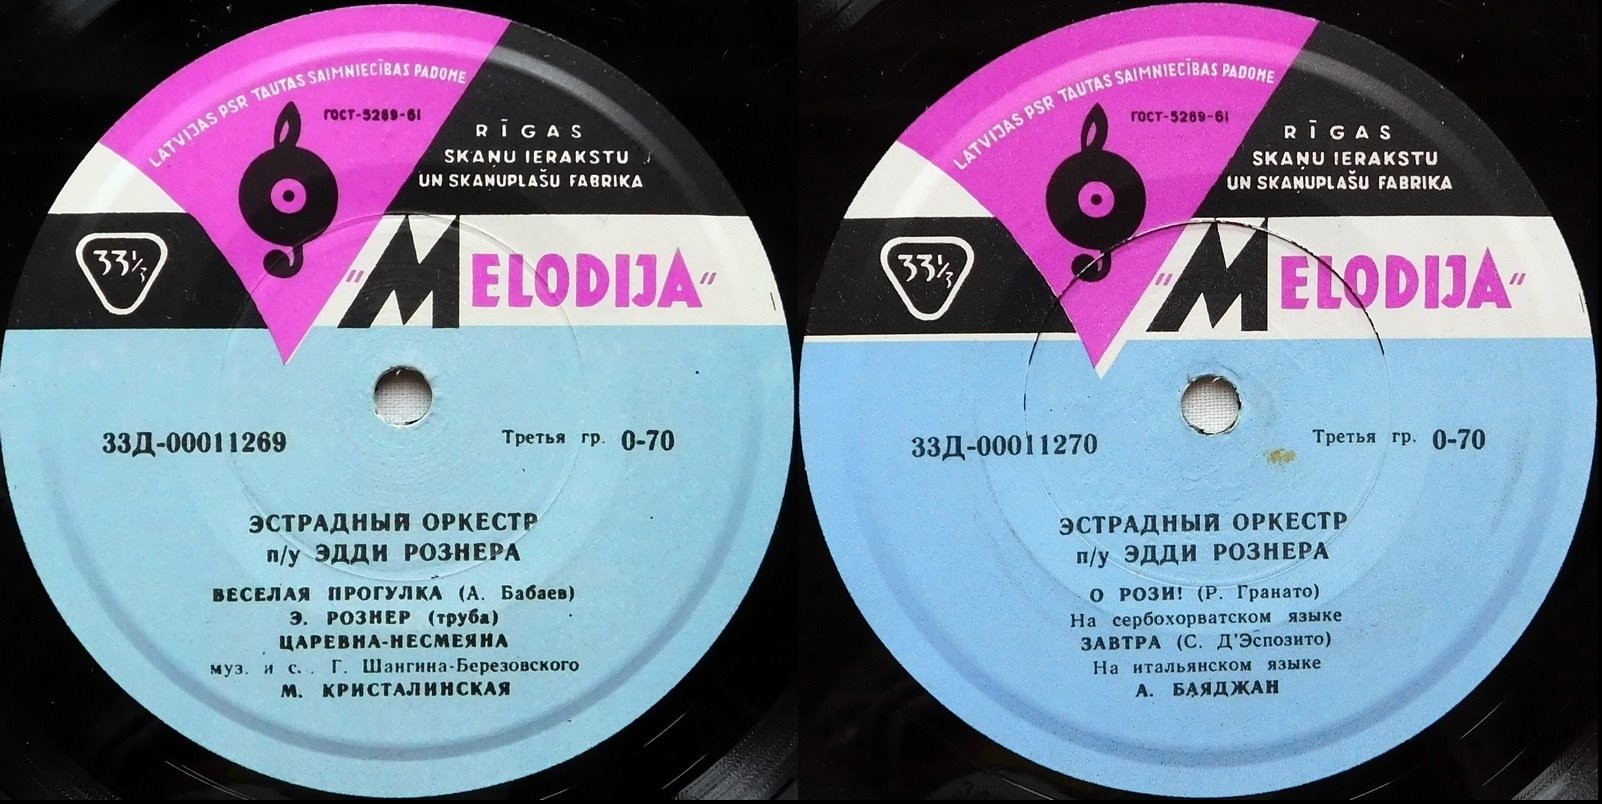 LATVIJAS PSR TAUTAS SAIMNIECĪBAS PADOME
ГОСТ-5289-61
RĪGAS
SKAŅU IERAKSTU
UN SKAŅUPLAŠU FABRIKA
33⅓
"MELODIJA"
33Д-00011269
Третья гр. 0-70
ЭСТРАДНЫЙ ОРКЕСТР
п/у ЭДДИ РОЗНЕРА
ВЕСЕЛАЯ ПРОГУЛКА (А. Бабаев)
Э. РОЗНЕР (труба)
ЦАРЕВНА-НЕСМЕЯНА
муз. и с.. Г. Шангина-Березовского
М. КРИСТАЛИНСКАЯ
LATVIJAS PSR TAUTAS SAIMNIECĪBAS PADOME
ГОСТ-5289-61
RĪGAS
SKAŅU IERAKSTU
UN SKAŅUPLAŠU FABRIKA
33⅓
"MELODIJA"
33Д-00011270
Третья гр. 0-70
ЭСТРАДНЫЙ ОРКЕСТР
п/у ЭДДИ РОЗНЕРА
О РОЗИ! (Р. Гранато)
На сербохорватском языке
ЗАВТРА (С. Д'Эспозито)
На итальянском языке
А. БАЯДЖАН